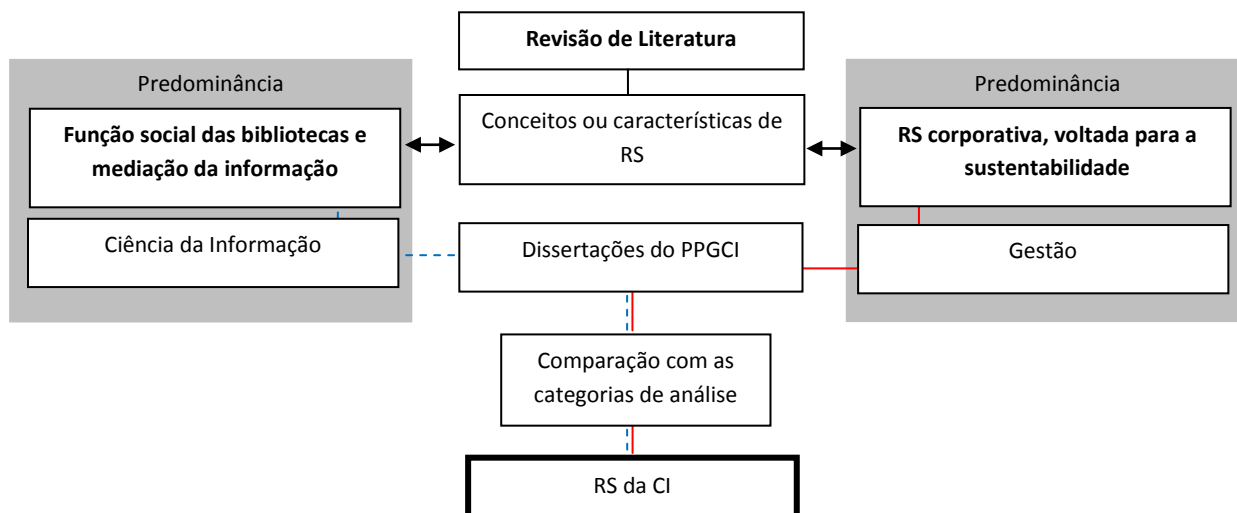 Revisão de Literatura
Predominância
Função social das bibliotecas e
mediação da informação
Ciência da Informação
Conceitos ou características de
RS
Predominância
RS corporativa, voltada para a
sustentabilidade
Gestão
Dissertações do PPGCI
Comparação com as
categorias de análise
RS da CI